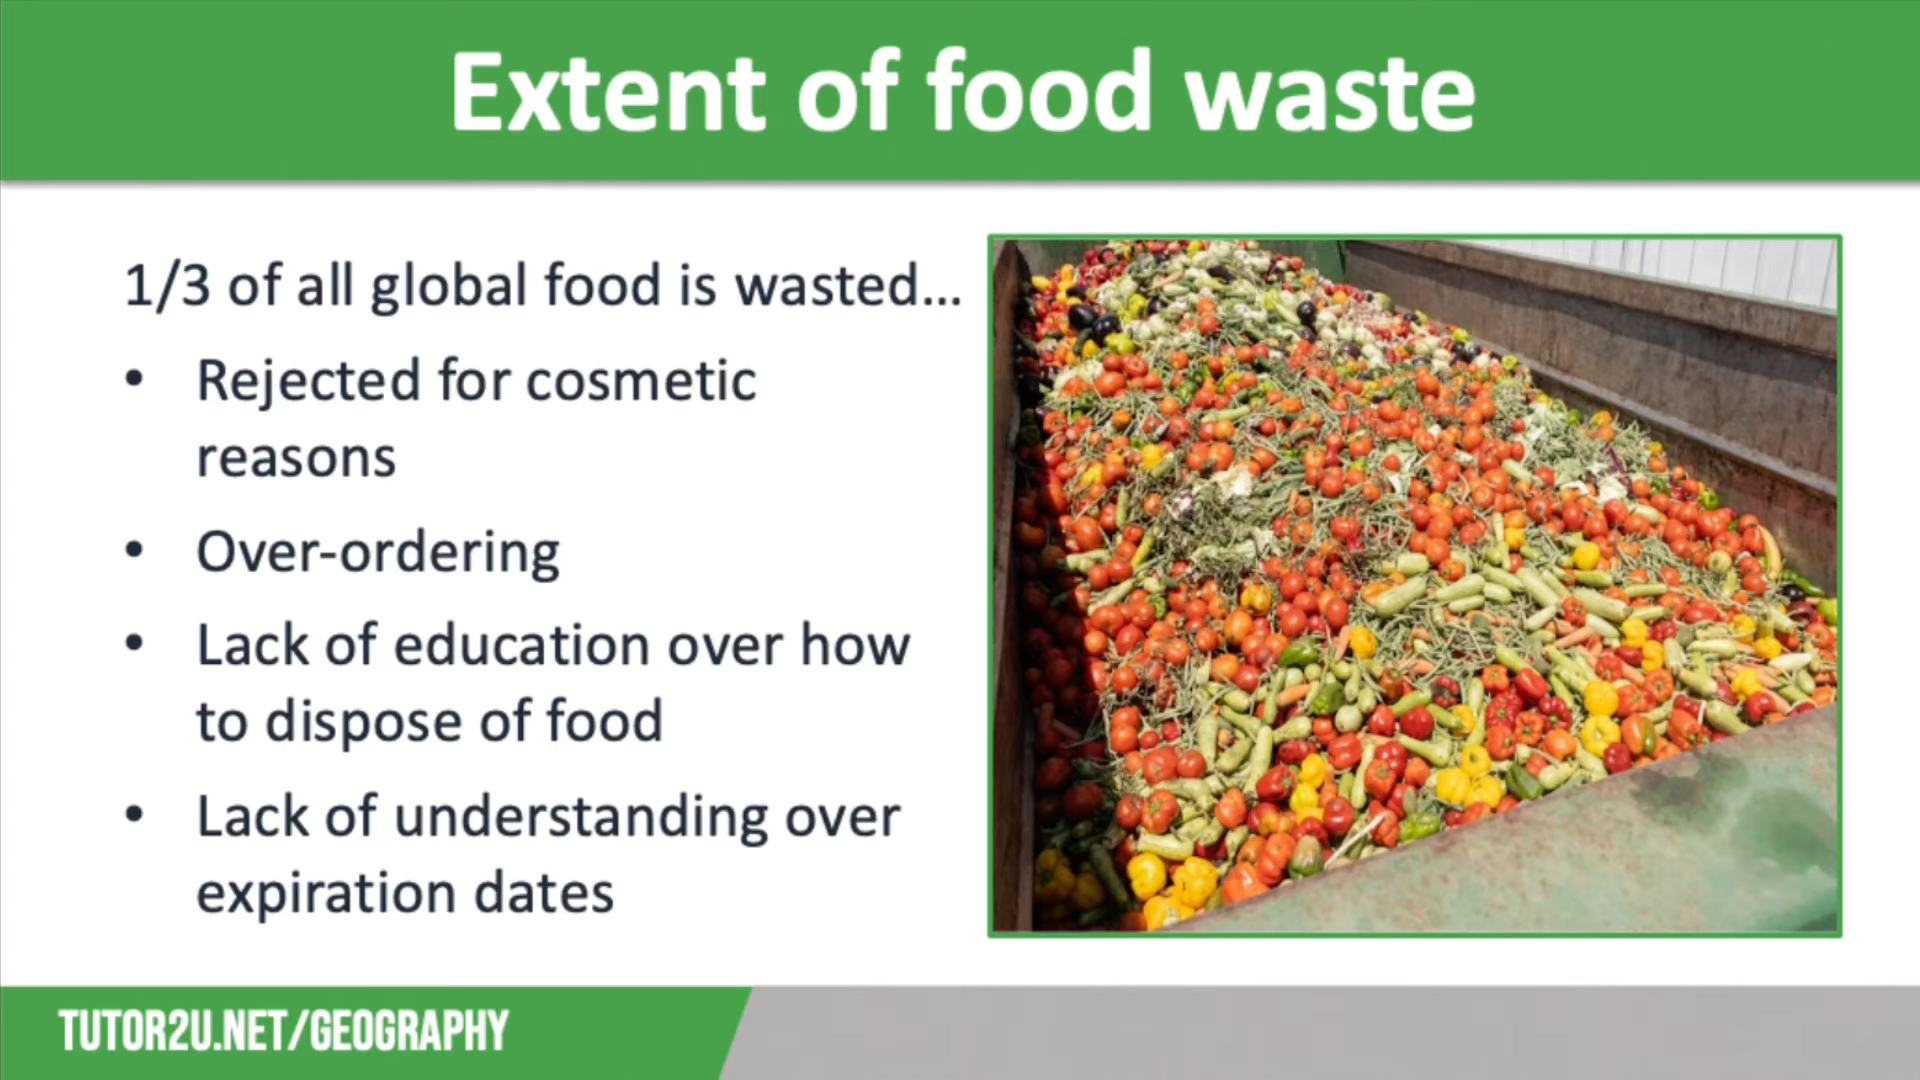 Extent of food waste
1/3 of all global food is wasted...
• Rejected for cosmetic
reasons
• Over-ordering
• Lack of education over how
to dispose of food
• Lack of understanding over
expiration dates
TUTOR2U.NET/GEOGRAPHY